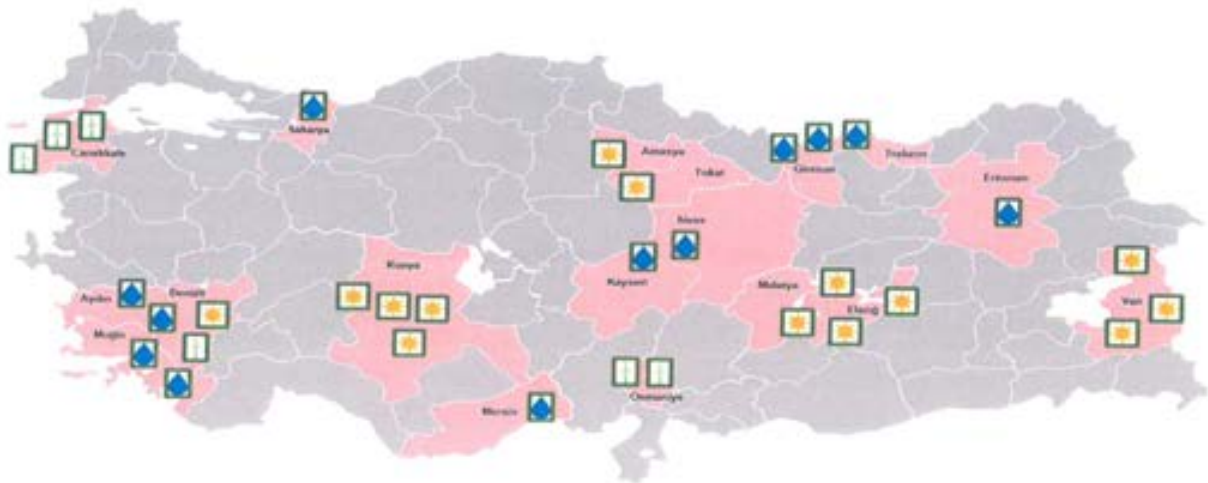 Sakarya
Çanakkale
Amasya
Tokat
Giresun
Trabzon
Erzurum
Sivas
Konya
Kayseri
Malatya
Elazığ
Van
Aydın
Denizli
Muğla
Mersin
Osmaniye